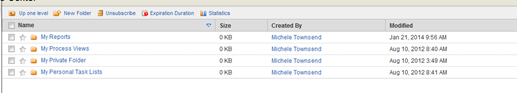 Up one level New Folder Unsubscribe Expiration Duration Statistics
Name Size Created By Modified
My Reports 0 KB Michele Townsend Jan 21, 2014 9:56 AM
My Process Views 0 KB Michele Townsend Aug 10, 2012 8:40 AM
My Private Folder 0 KB Michele Townsend Aug 10, 2012 3:49 AM
My Personal Task Lists 0 KB Michele Townsend Aug 10, 2012 8:41 AM